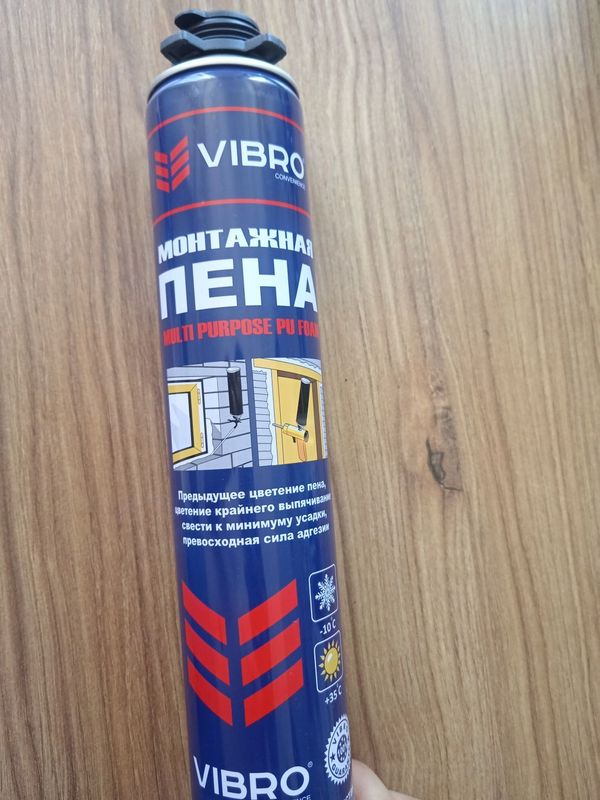 VIBRO
CONVENIENCE
МОНТАЖНАЯ
ПЕНА
MULTI PURPOSE PU FOAM
Предыдущее цветение пена,
цветение крайнего выпячивание
свести к минимуму усадки,
превосходная сила адгезии
-10°C
+35°C
VIBRO®